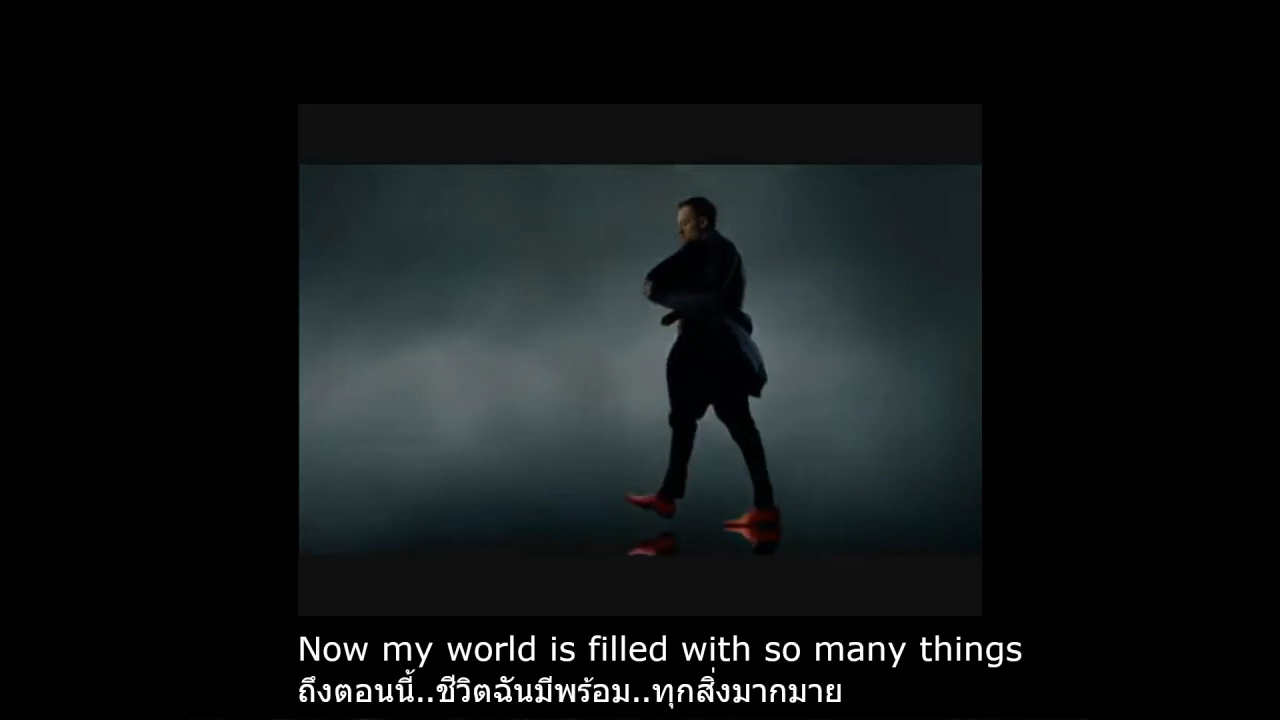 Now my world is filled with so many things
ถึงตอนนี้..ชีวิตฉันมีพร้อม..ทุกสิ่งมากมาย